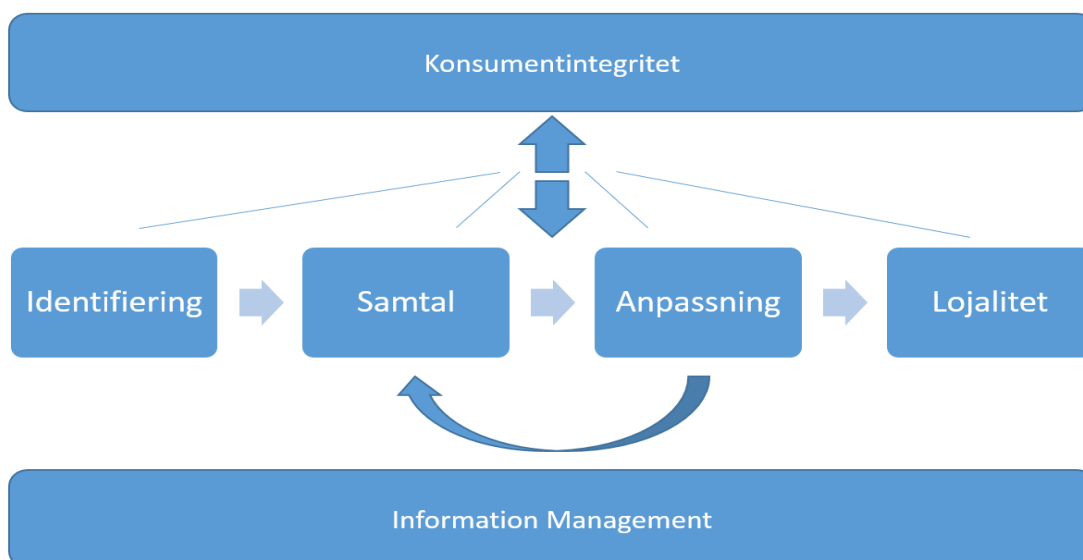 Konsumentintegritet
Identifiering
Samtal
Anpassning
Lojalitet
Information Management